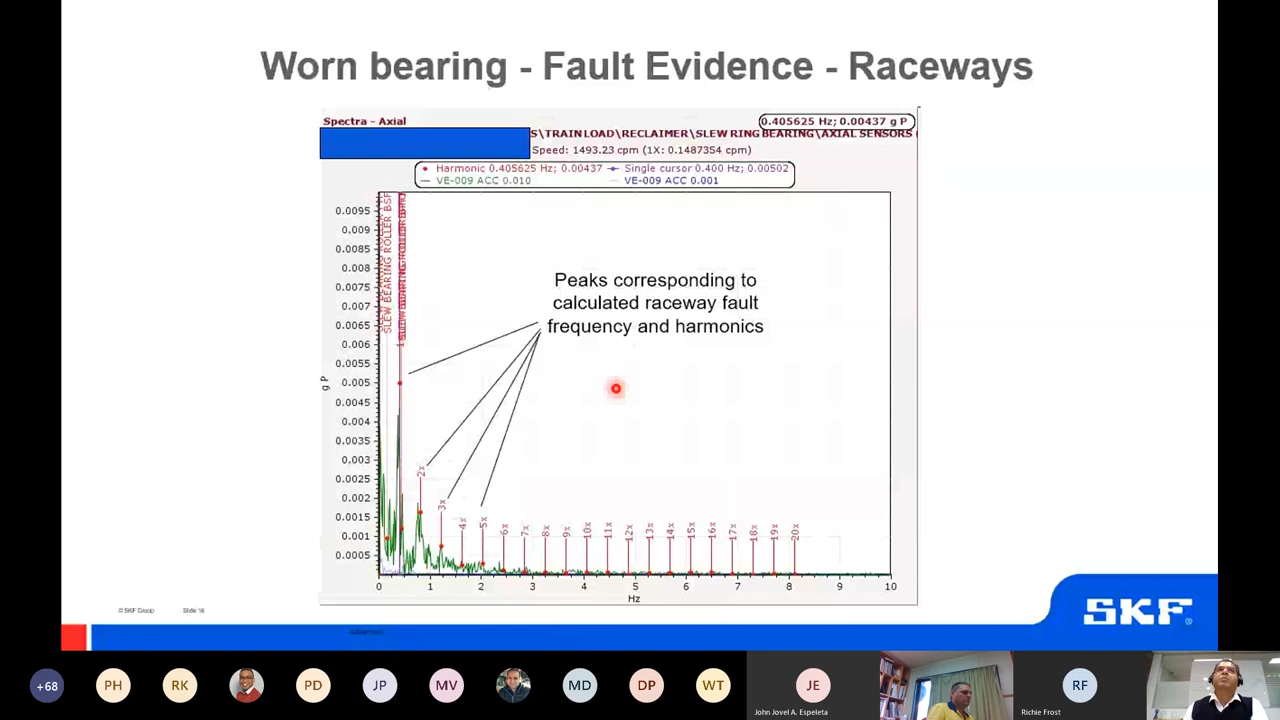 Worn bearing - Fault Evidence - Raceways
Spectra - Axial
0.405625 Hz; 0.00437 g P
S\TRAINLOAD\RECLAIMER\SLEW RING BEARING\AXIAL SENSORS
Speed: 1493.23 cpm (1X: 0.1487354 cpm)
Harmonic 0.405625 Hz; 0.00437
Single cursor 0.400 Hz; 0.00502
VE-009 ACC 0.010
VE-009 ACC 0.001
0.0095
0.009
0.0085
0.008
0.0075
0.007
0.0065
0.006
0.0055
0.005
0.0045
0.004
0.0035
0.003
0.0025
0.002
0.0015
0.001
0.0005
g P
SLEW BEARING ROLLER BSF
Peaks corresponding to
calculated raceway fault
frequency and harmonics
2x
3x
4x
5x
6x
7x
8x
9x
10x
11x
12x
13x
14x
15x
16x
17x
18x
19x
20x
0 1 2 3 4 5 6 7 8 9 10
Hz
© SKF Group
Slide 16
SKF
®
+68
PH
RK
PD
JP
MV
MD
DP
WT
JE
John Jovel A. Espeleta
RF
Richie Frost